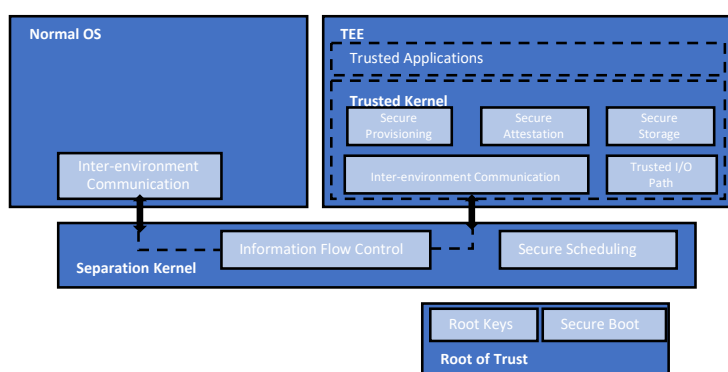 Normal OS
Inter-environment
Communication
TEE
Trusted Applications
Trusted Kernel
Secure
Provisioning
Secure
Attestation
Secure
Storage
Inter-environment Communication
Trusted I/O
Path
Information Flow Control
Secure Scheduling
Separation Kernel
Root Keys
Secure Boot
Root of Trust